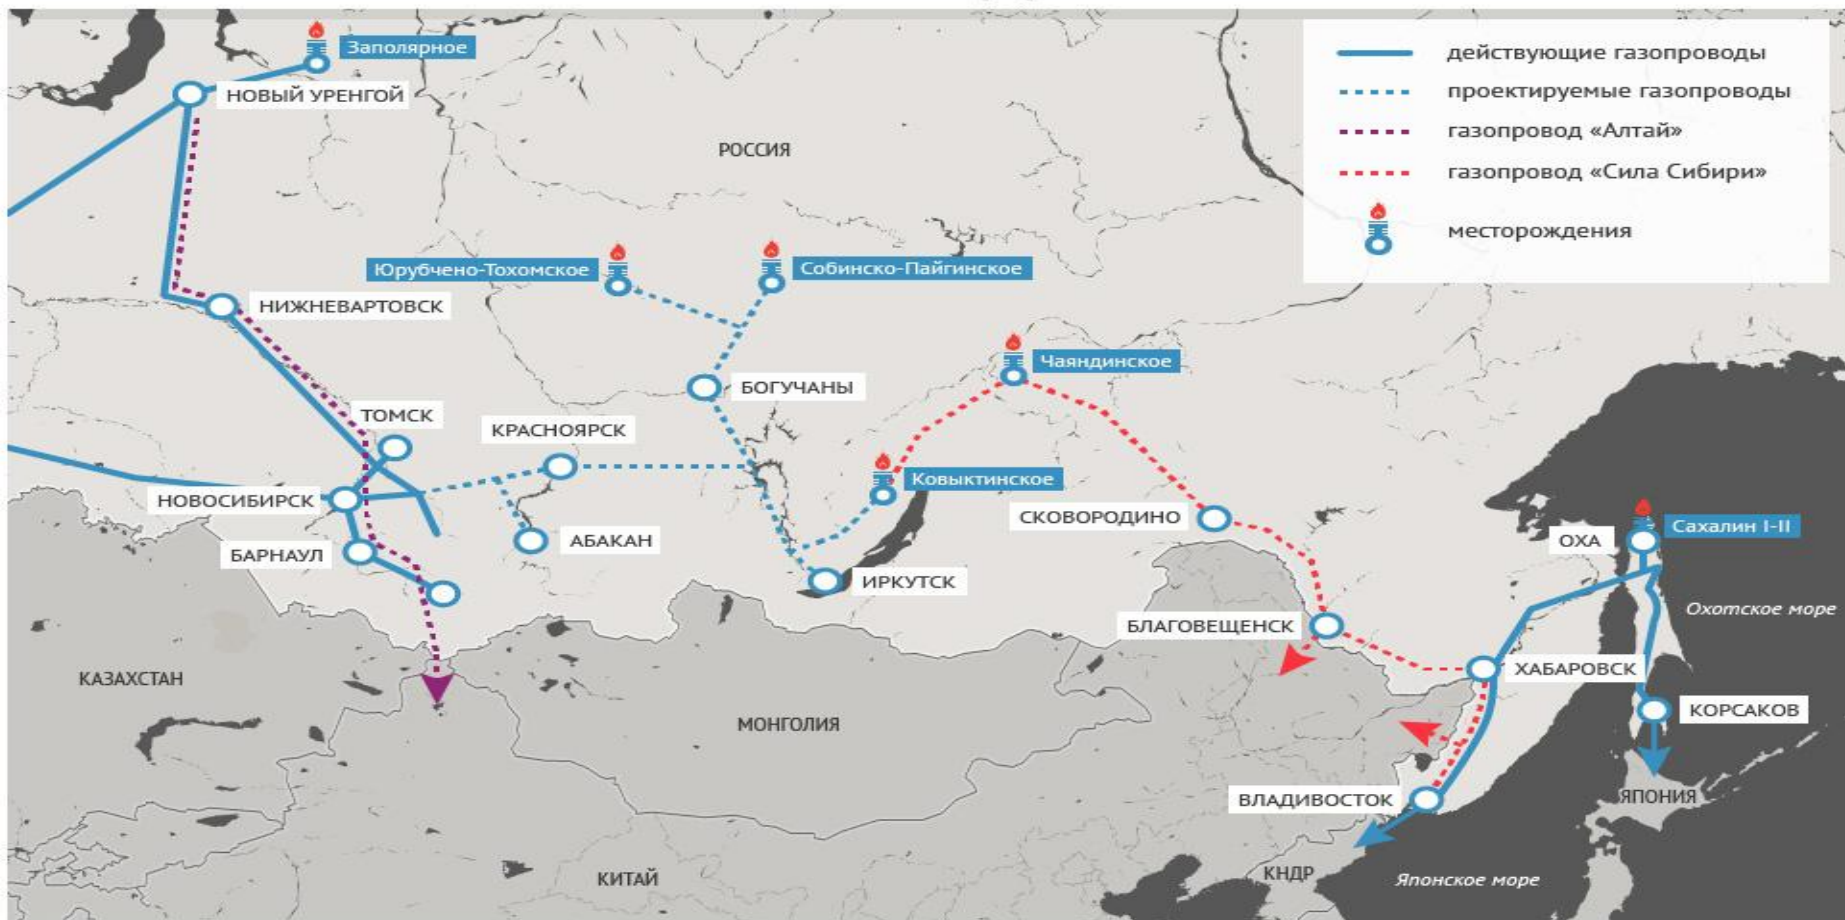 Заполярное
НОВЫЙ УРЕНГОЙ
РОССИЯ
действующие газопроводы
проектируемые газопроводы
газопровод «Алтай»
газопровод «Сила Сибири»
месторождения
Юрубчено-Тохомское
Собинско-Пайгинское
НИЖНЕВАРТОВСК
Чаяндинское
БОГУЧАНЫ
ТОМСК
КРАСНОЯРСК
Ковыктинское
НОВОСИБИРСК
СКОВОРОДИНО
Сахалин I-II
ОХА
АБАКАН
БАРНАУЛ
ИРКУТСК
Охотское море
БЛАГОВЕЩЕНСК
ХАБАРОВСК
КАЗАХСТАН
КОРСАКОВ
МОНГОЛИЯ
ВЛАДИВОСТОК
ЯПОНИЯ
КНДР
КИТАЙ
Японское море